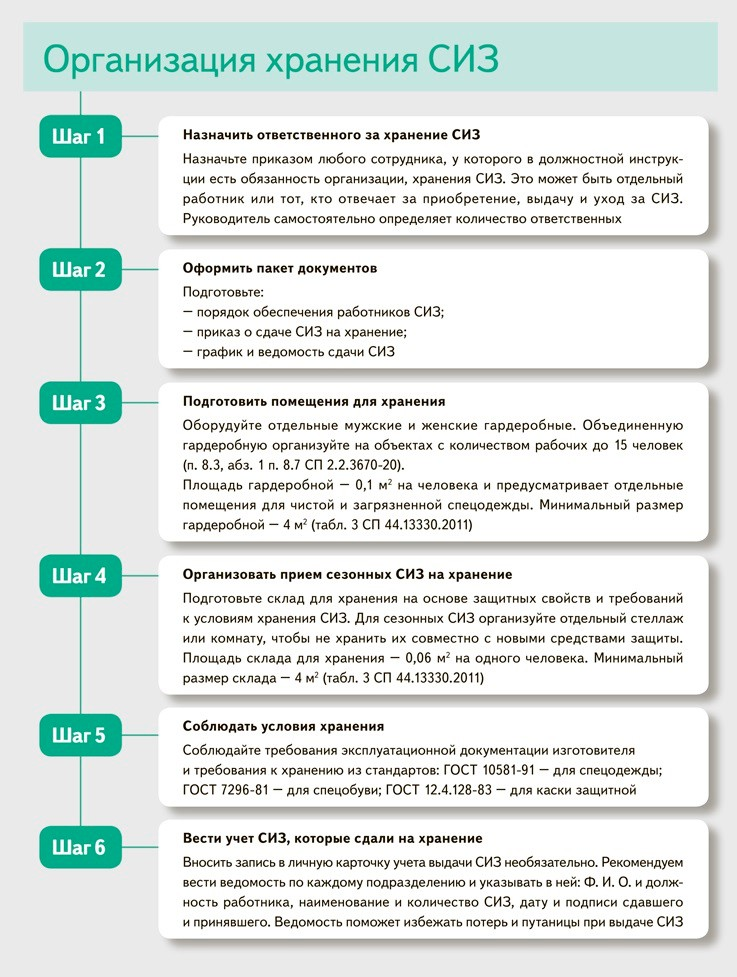 Организация хранения СИЗ
Шаг 1
Назначить ответственного за хранение СИЗ
Назначьте приказом любого сотрудника, у которого в должностной инструк-
ции есть обязанность организации, хранения СИЗ. Это может быть отдельный
работник или тот, кто отвечает за приобретение, выдачу и уход за СИЗ.
Руководитель самостоятельно определяет количество ответственных
Шаг 2
Оформить пакет документов
Подготовьте:
— порядок обеспечения работников СИЗ;
— приказ о сдаче СИЗ на хранение;
— график и ведомость сдачи СИЗ
Шаг 3
Подготовить помещения для хранения
Оборудуйте отдельные мужские и женские гардеробные. Объединенную
гардеробную организуйте на объектах с количеством рабочих до 15 человек
(п. 8.3, абз. 1 п. 8.7 СП 2.2.3670-20).
Площадь гардеробной — 0,1 м² на человека и предусматривает отдельные
помещения для чистой и загрязненной спецодежды. Минимальный размер
гардеробной — 4 м² (табл. 3 СП 44.13330.2011)
Шаг 4
Организовать прием сезонных СИЗ на хранение
Подготовьте склад для хранения на основе защитных свойств и требований
к условиям хранения СИЗ. Для сезонных СИЗ организуйте отдельный стеллаж
или комнату, чтобы не хранить их совместно с новыми средствами защиты.
Площадь склада для хранения — 0,06 м² на одного человека. Минимальный
размер склада — 4 м² (табл. 3 СП 44.13330.2011)
Шаг 5
Соблюдать условия хранения
Соблюдайте требования эксплуатационной документации изготовителя
и требования к хранению из стандартов: ГОСТ 10581-91 — для спецодежды;
ГОСТ 7296-81 — для спецобуви; ГОСТ 12.4.128-83 — для каски защитной
Шаг 6
Вести учет СИЗ, которые сдали на хранение
Вносить запись в личную карточку учета выдачи СИЗ необязательно. Рекомендуем
вести ведомость по каждому подразделению и указывать в ней: Ф. И. О. и долж-
ность работника, наименование и количество СИЗ, дату и подписи сдавшего
и принявшего. Ведомость поможет избежать потерь и путаницы при выдаче СИЗ